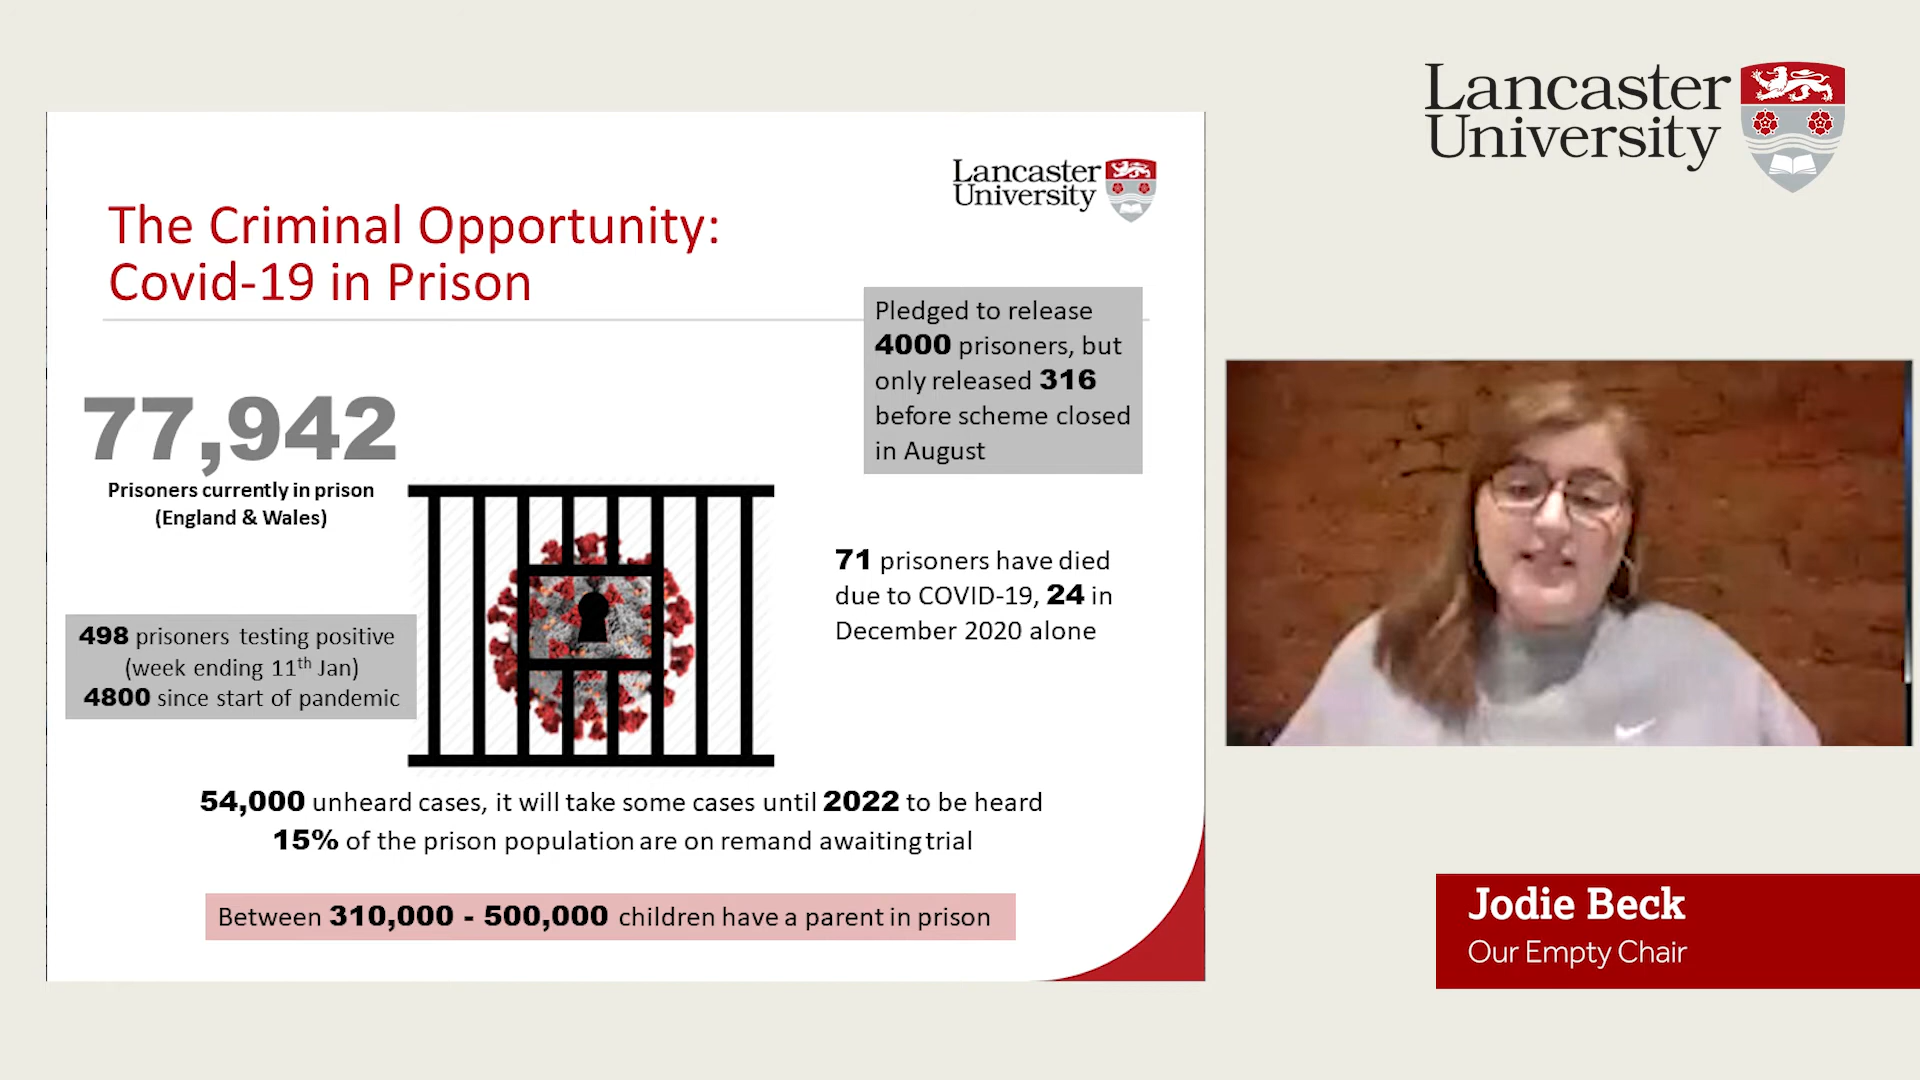 Lancaster
University
Lancaster
University
The Criminal Opportunity:
Covid-19 in Prison
Pledged to release
4000 prisoners, but
only released 316
before scheme closed
in August
77,942
Prisoners currently in prison
(England & Wales)
71 prisoners have died
due to COVID-19, 24 in
December 2020 alone
498 prisoners testing positive
(week ending 11th Jan)
4800 since start of pandemic
54,000 unheard cases, it will take some cases until 2022 to be heard
15% of the prison population are on remand awaiting trial
Between 310,000 - 500,000 children have a parent in prison
Jodie Beck
Our Empty Chair